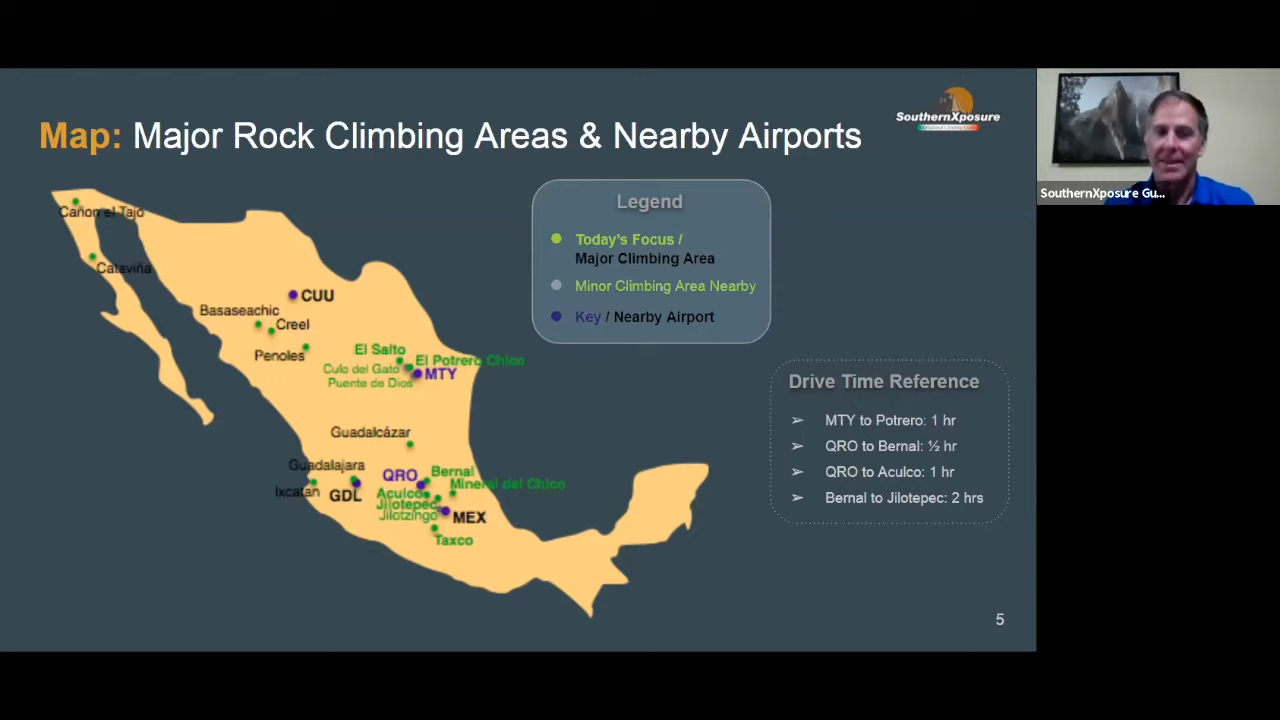 Map: Major Rock Climbing Areas & Nearby Airports
SouthernXposure
SouthernXposure Gu...
Legend
Today's Focus /
Major Climbing Area
Minor Climbing Area Nearby
Key / Nearby Airport
Cañon el Tajo
Cataviña
CUU
Basaseachic
Creel
Penoles
El Salto
El Potrero Chico
Culo del Gato
MTY
Puente de Dios
Guadalcázar
Guadalajara
Ixcatan
GDL
QRO
Bernal
Mineral del Chico
Aculco
Jilotepec
Jilotzingo
MEX
Taxco
Drive Time Reference
➢ MTY to Potrero: 1 hr
➢ QRO to Bernal: ½ hr
➢ QRO to Aculco: 1 hr
➢ Bernal to Jilotepec: 2 hrs
5